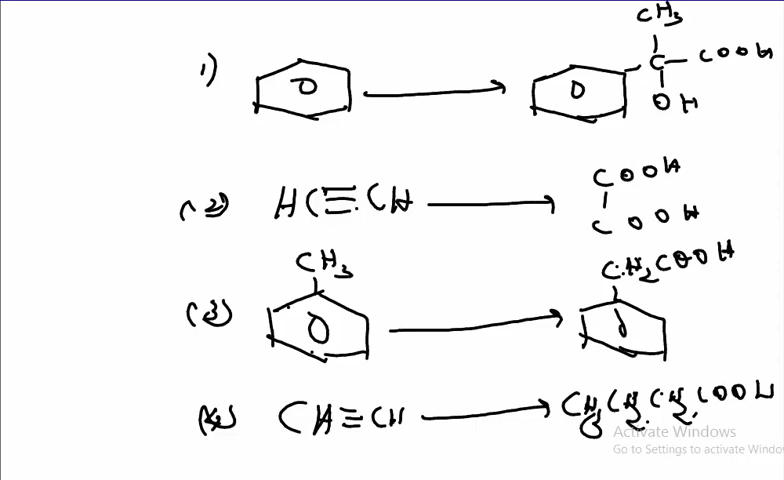 1) O → O CH3 C COOH OH
(2) HC≡CH → COOH COOH
(3) CH3 O → CH2COOH
(4) CH≡CH → CH3CH2CH2COOH
Activate Windows
Go to Settings to activate Windo